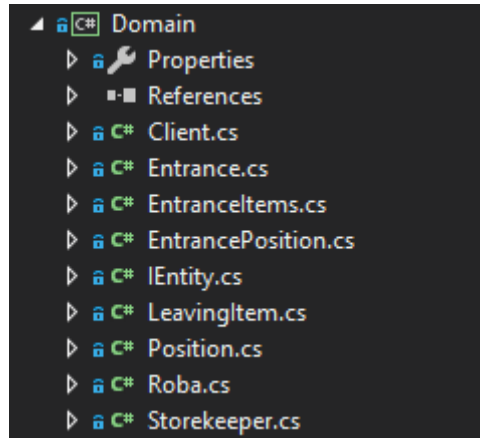 C# Domain
Properties
References
C# Client.cs
C# Entrance.cs
C# EntranceItems.cs
C# EntrancePosition.cs
C# IEntity.cs
C# LeavingItem.cs
C# Position.cs
C# Roba.cs
C# Storekeeper.cs